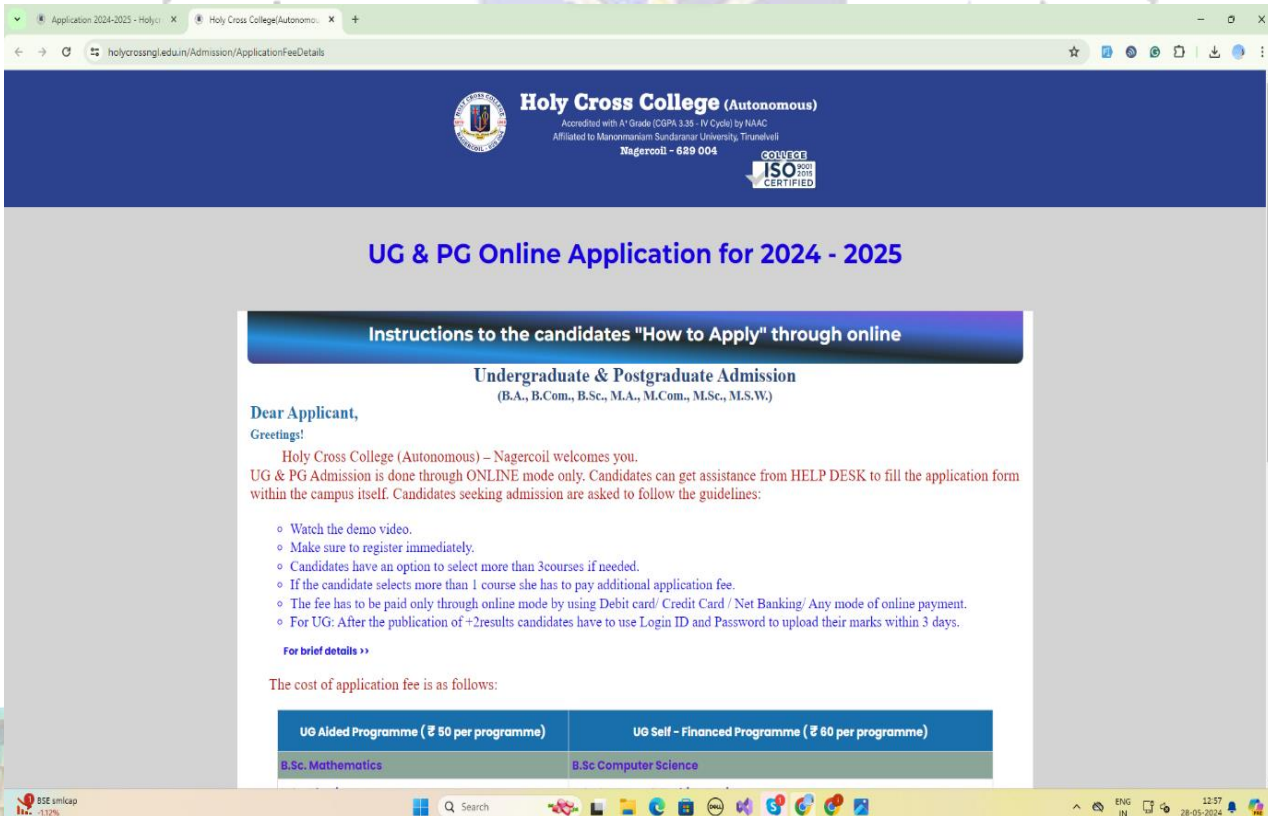 Application 2024-2025 - Holycr
Holy Cross College(Autonomou
holycrossngl.edu.in/Admission/ApplicationFeeDetails
Holy Cross College (Autonomous)
Accredited with A+ Grade (CGPA 3.35 - IV Cycle) by NAAC
Affiliated to Manonmaniam Sundaranar University, Tirunelveli
Nagercoil - 629 004
COLLEGE
ISO 9001 2015
CERTIFIED
UG & PG Online Application for 2024 - 2025
Instructions to the candidates "How to Apply" through online
Undergraduate & Postgraduate Admission
(B.A., B.Com., B.Sc., M.A., M.Com., M.Sc., M.S.W.)
Dear Applicant,
Greetings!
Holy Cross College (Autonomous) – Nagercoil welcomes you.
UG & PG Admission is done through ONLINE mode only. Candidates can get assistance from HELP DESK to fill the application form
within the campus itself. Candidates seeking admission are asked to follow the guidelines:
Watch the demo video.
Make sure to register immediately.
Candidates have an option to select more than 3courses if needed.
If the candidate selects more than 1 course she has to pay additional application fee.
The fee has to be paid only through online mode by using Debit card/ Credit Card / Net Banking/ Any mode of online payment.
For UG: After the publication of +2results candidates have to use Login ID and Password to upload their marks within 3 days.
For brief details >>
The cost of application fee is as follows:
UG Aided Programme ( ₹ 50 per programme) UG Self - Financed Programme ( ₹ 60 per programme)
B.Sc. Mathematics B.Sc Computer Science
BSE smlcap
-1.12%
Search
DELL
ENG
IN
12:57
28-05-2024